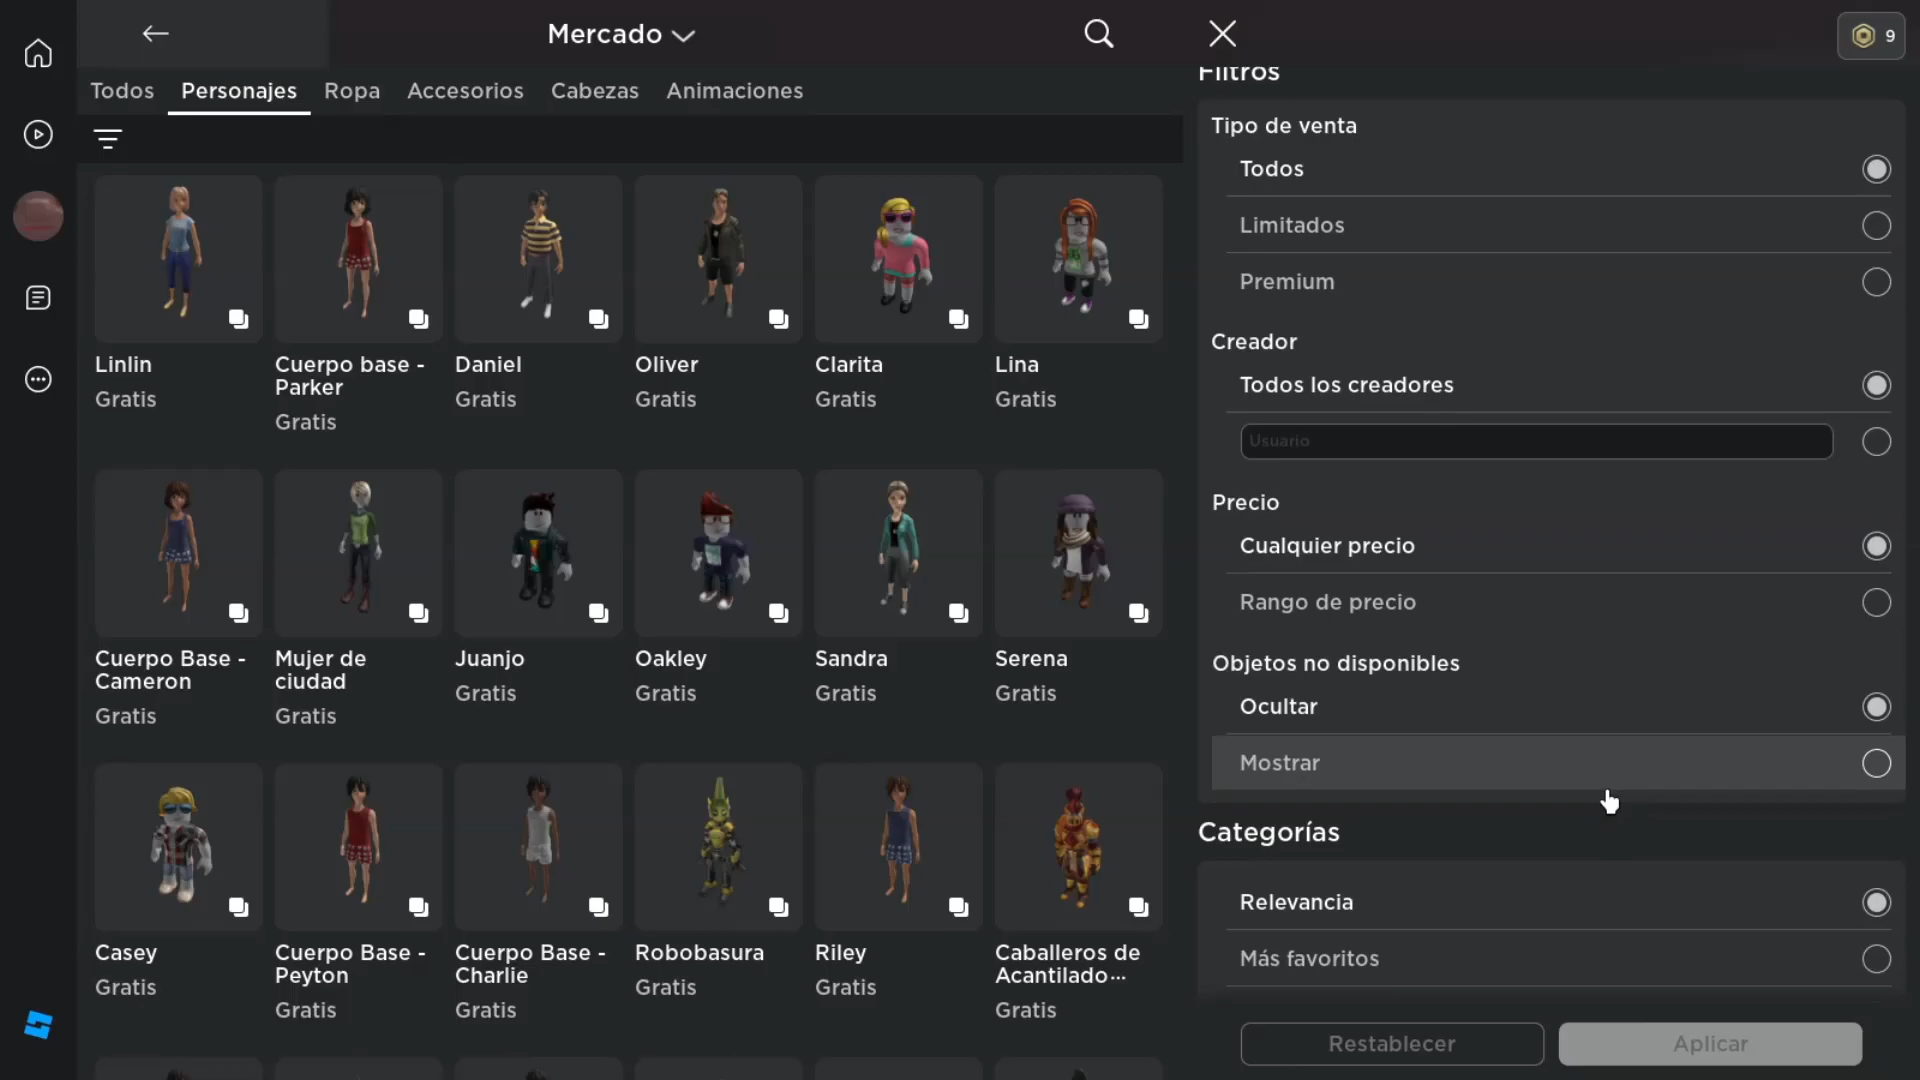 Mercado
9
Todos
Personajes
Ropa
Accesorios
Cabezas
Animaciones
Linlin
Gratis
Cuerpo base -
Parker
Gratis
Daniel
Gratis
Oliver
Gratis
Clarita
Gratis
Lina
Gratis
Cuerpo Base -
Cameron
Gratis
Mujer de
ciudad
Gratis
Juanjo
Gratis
Oakley
Gratis
Sandra
Gratis
Serena
Gratis
Casey
Gratis
Cuerpo Base -
Peyton
Gratis
Cuerpo Base -
Charlie
Gratis
Robobasura
Gratis
Riley
Gratis
Caballeros de
Acantilado...
Gratis
Filtros
Tipo de venta
Todos
Limitados
Premium
Creador
Todos los creadores
Usuario
Precio
Cualquier precio
Rango de precio
Objetos no disponibles
Ocultar
Mostrar
Categorías
Relevancia
Más favoritos
Restablecer
Aplicar